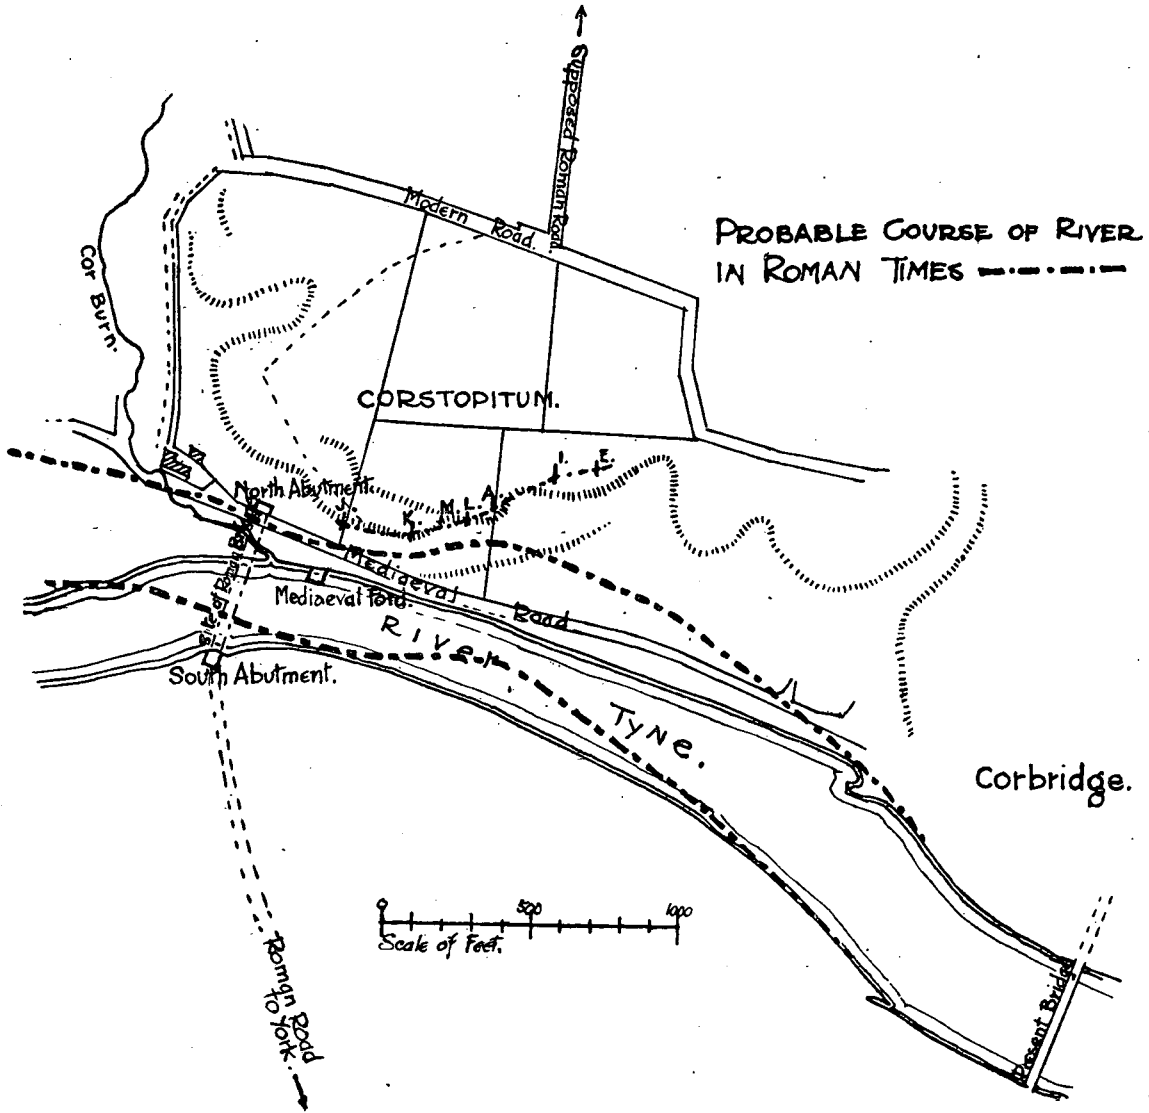 Supposed Roman Road
Modern Road
PROBABLE COURSE OF RIVER
IN ROMAN TIMES
Cor Burn.
CORSTOPITUM.
I. E.
A.
M. L.
K.
J.
North Abutment.
Site of Roman Bridge
Mediaeval Road
Mediaeval Ford.
RIVer
TyNe.
South Abutment.
Corbridge.
0 500 1000
Scale of Feet.
Roman Road
to York
Present Bridge